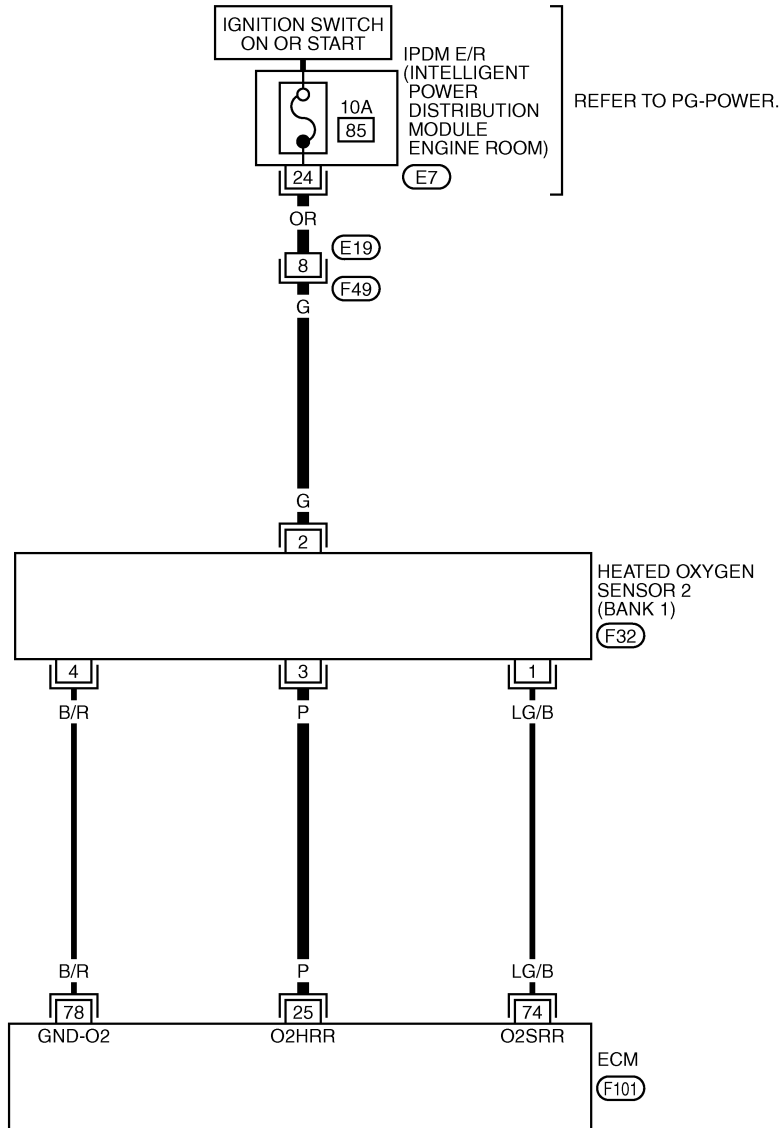 IGNITION SWITCH
ON OR START
IPDM E/R
(INTELLIGENT
POWER
DISTRIBUTION
MODULE
ENGINE ROOM)
REFER TO PG-POWER.
10A
85
24
E7
OR
E19
8
F49
G
G
2
HEATED OXYGEN
SENSOR 2
(BANK 1)
F32
4
3
1
B/R
P
LG/B
B/R
P
LG/B
78
25
74
GND-O2
O2HRR
O2SRR
ECM
F101